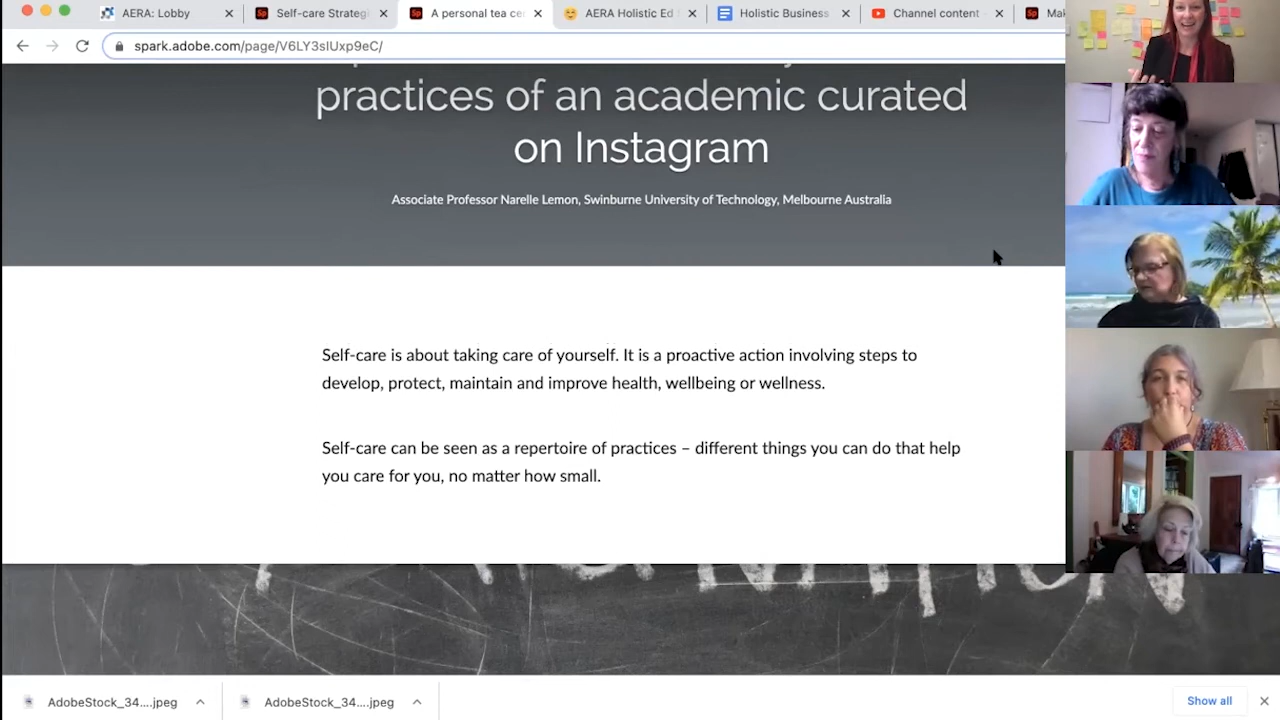 AERA: Lobby
Self-care Strateg
A personal tea ce
AERA Holistic Ed
Holistic Business
Channel content -
Mak
spark.adobe.com/page/V6LY3sIUxp9eC/
practices of an academic curated
on Instagram
Associate Professor Narelle Lemon, Swinburne University of Technology, Melbourne Australia
Self-care is about taking care of yourself. It is a proactive action involving steps to
develop, protect, maintain and improve health, wellbeing or wellness.
Self-care can be seen as a repertoire of practices – different things you can do that help
you care for you, no matter how small.
AdobeStock_34....jpeg
AdobeStock_34....jpeg
Show all